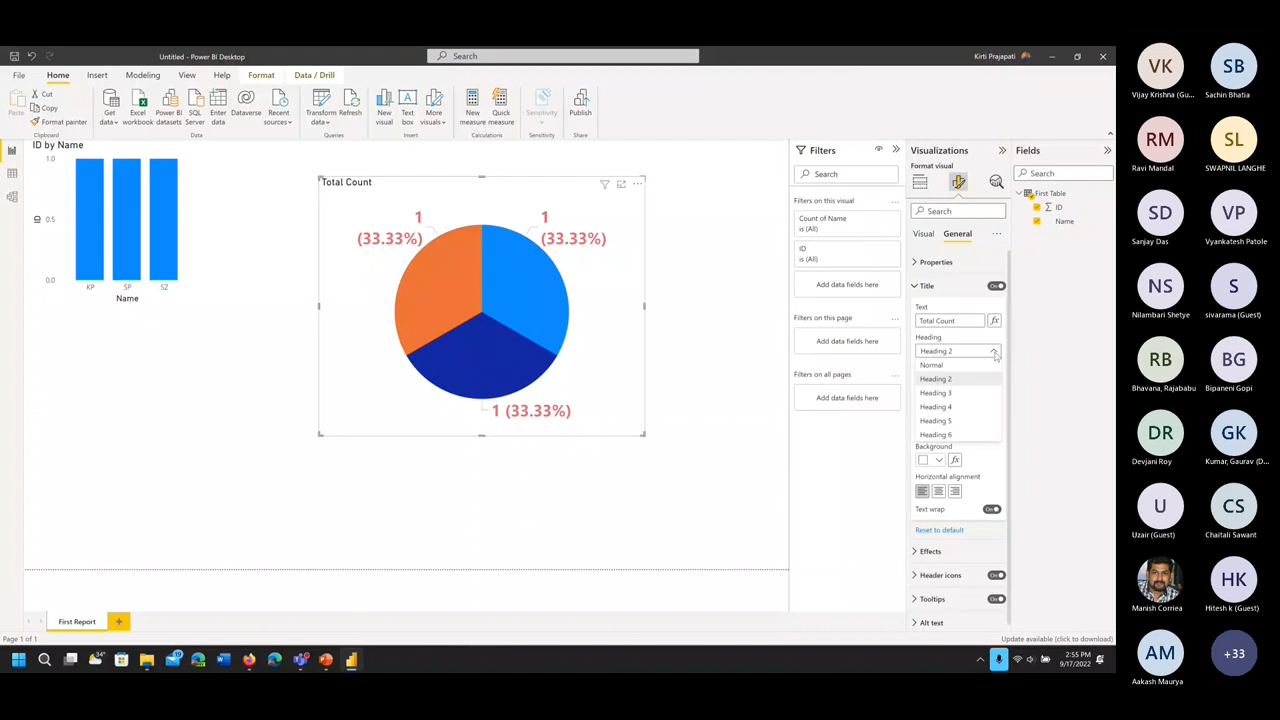 Untitled - Power BI Desktop
Search
Kirti Prajapati
File Home Insert Modeling View Help Format Data / Drill
Paste
Cut
Copy
Format painter
Clipboard
Get data
Excel workbook
Power BI datasets
SQL Server
Enter data
Dataverse
Recent sources
Data
Transform data
Refresh
Queries
New visual
Text box
More visuals
Insert
New measure
Quick measure
Calculations
Sensitivity
Sensitivity
Publish
Share
ID by Name
1.0
0.5
0.0
ID
KP SP SZ
Name
Total Count
1
(33.33%)
1
(33.33%)
1 (33.33%)
Filters
Search
Filters on this visual
Count of Name
is (All)
ID
is (All)
Add data fields here
Filters on this page
Add data fields here
Filters on all pages
Add data fields here
Visualizations
Format visual
Search
Visual General
Properties
Title On
Text
Total Count fx
Heading
Heading 2
Normal
Heading 2
Heading 3
Heading 4
Heading 5
Heading 6
Background
fx
Horizontal alignment
Text wrap On
Reset to default
Effects
Header icons On
Tooltips On
Alt text
Fields
Search
First Table
ID
Name
First Report
Page 1 of 1
Update available (click to download)
34°
19
2:55 PM
9/17/2022
VK
Vijay Krishna (Gu...
SB
Sachin Bhatia
RM
Ravi Mandal
SL
SWAPNIL LANGHE
SD
Sanjay Das
VP
Vyankatesh Patole
NS
Nilambari Shetye
S
sivarama (Guest)
RB
Bhavana, Rajababu
BG
Bipaneni Gopi
DR
Devjani Roy
GK
Kumar, Gaurav (D...
U
Uzair (Guest)
CS
Chaitali Sawant
Manish Corriea
HK
Hitesh k (Guest)
AM
Aakash Maurya
+33